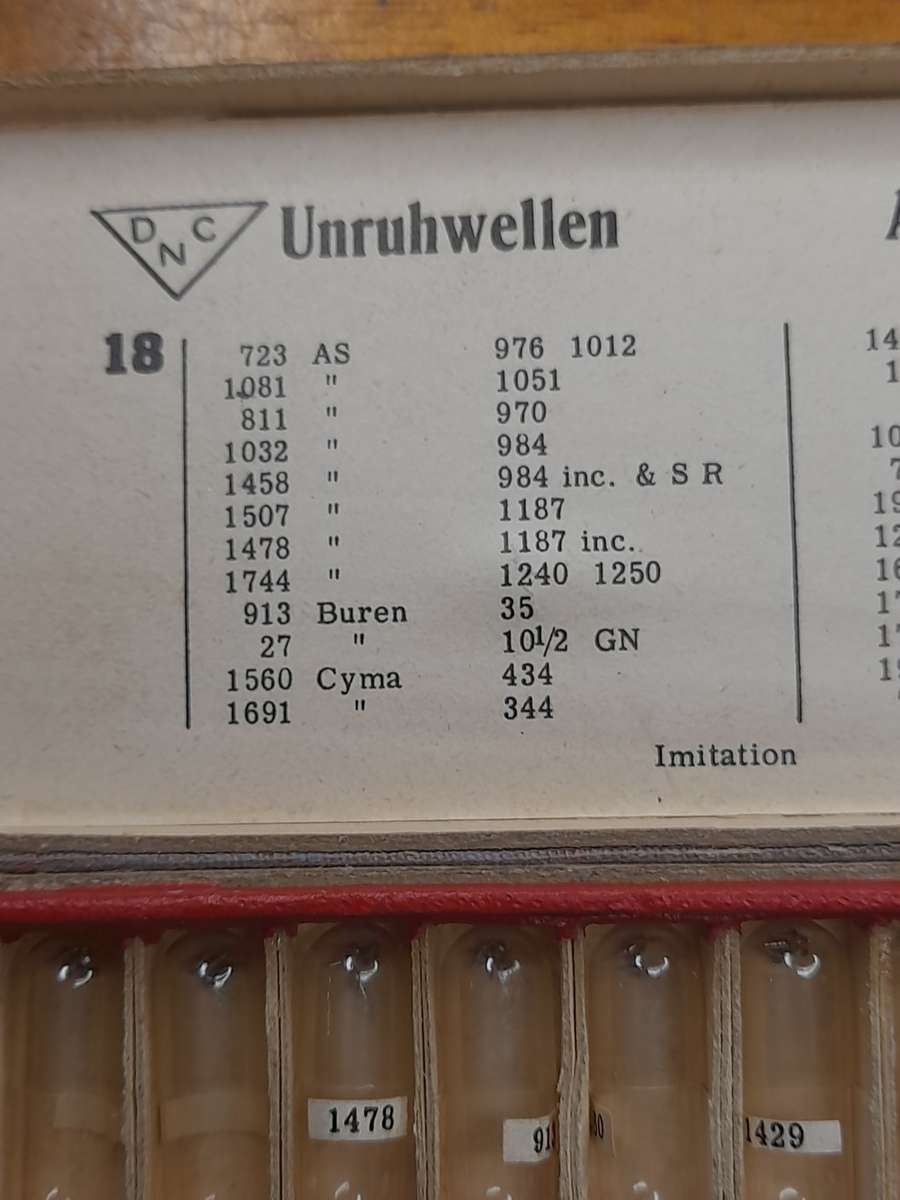 DNC Unruhwellen
18 723 AS 976 1012
1081 " 1051
811 " 970
1032 " 984
1458 " 984 inc. & S R
1507 " 1187
1478 " 1187 inc.
1744 " 1240 1250
913 Buren 35
27 " 10½ GN
1560 Cyma 434
1691 " 344
Imitation
1478
1429